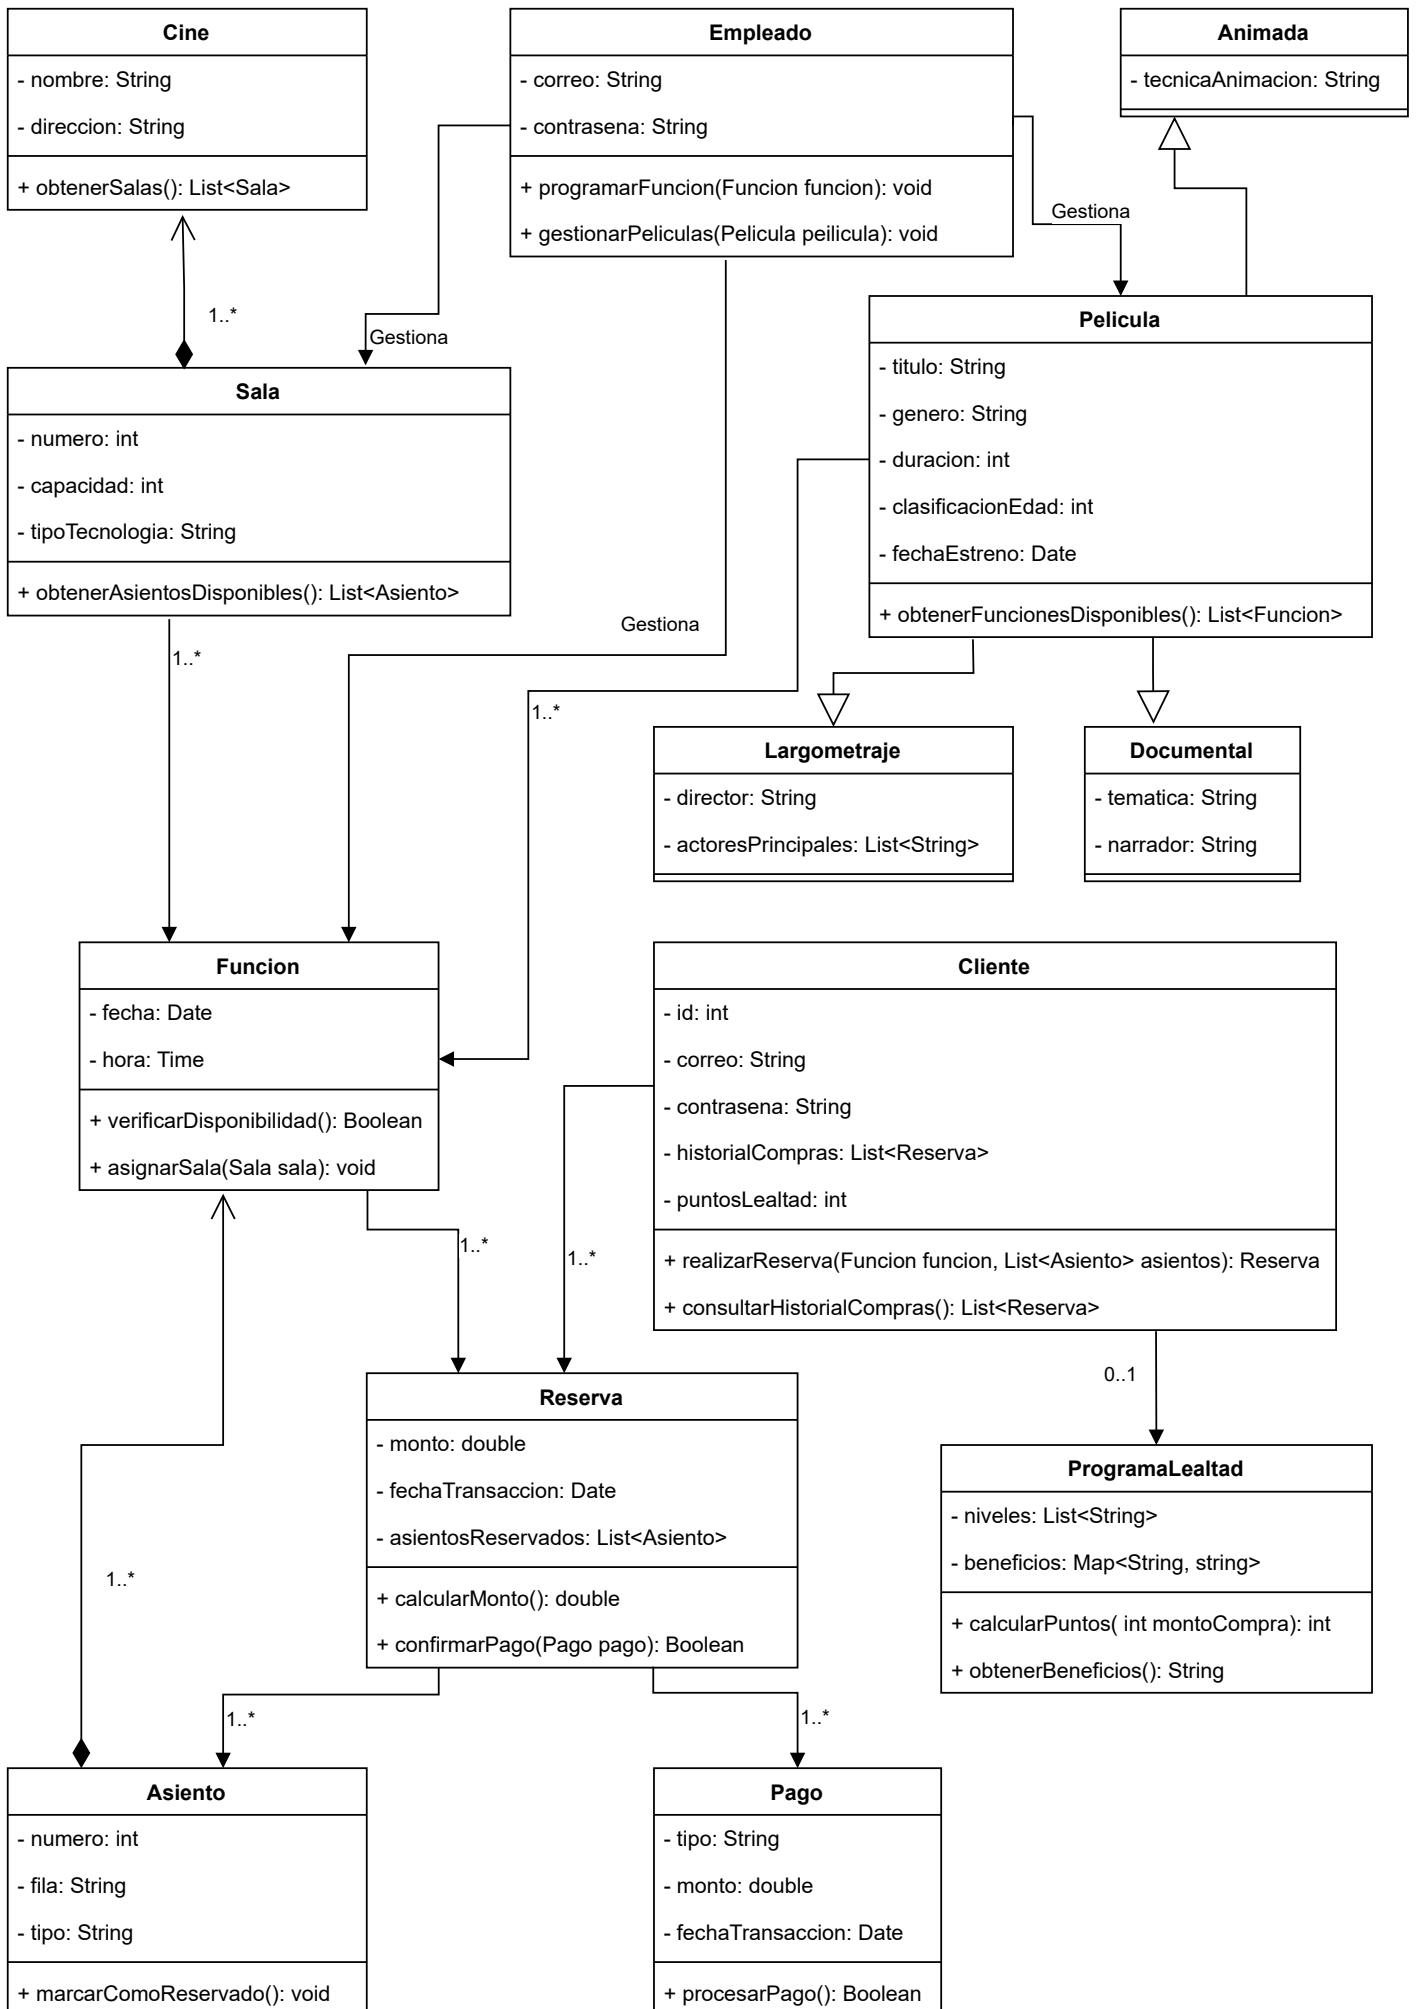 Cine
- nombre: String
- direccion: String
+ obtenerSalas(): List<Sala>
Empleado
- correo: String
- contrasena: String
+ programarFuncion(Funcion funcion): void
+ gestionarPeliculas(Pelicula peilicula): void
Animada
- tecnicaAnimacion: String
Gestiona
1..*
Gestiona
Pelicula
- titulo: String
- genero: String
- duracion: int
- clasificacionEdad: int
- fechaEstreno: Date
+ obtenerFuncionesDisponibles(): List<Funcion>
Sala
- numero: int
- capacidad: int
- tipoTecnologia: String
+ obtenerAsientosDisponibles(): List<Asiento>
Gestiona
1..*
1..*
Largometraje
- director: String
- actoresPrincipales: List<String>
Documental
- tematica: String
- narrador: String
Funcion
- fecha: Date
- hora: Time
+ verificarDisponibilidad(): Boolean
+ asignarSala(Sala sala): void
Cliente
- id: int
- correo: String
- contrasena: String
- historialCompras: List<Reserva>
- puntosLealtad: int
+ realizarReserva(Funcion funcion, List<Asiento> asientos): Reserva
+ consultarHistorialCompras(): List<Reserva>
1..*
1..*
0..1
Reserva
- monto: double
- fechaTransaccion: Date
- asientosReservados: List<Asiento>
+ calcularMonto(): double
+ confirmarPago(Pago pago): Boolean
ProgramaLealtad
- niveles: List<String>
- beneficios: Map<String, string>
+ calcularPuntos( int montoCompra): int
+ obtenerBeneficios(): String
1..*
1..*
1..*
Asiento
- numero: int
- fila: String
- tipo: String
+ marcarComoReservado(): void
Pago
- tipo: String
- monto: double
- fechaTransaccion: Date
+ procesarPago(): Boolean